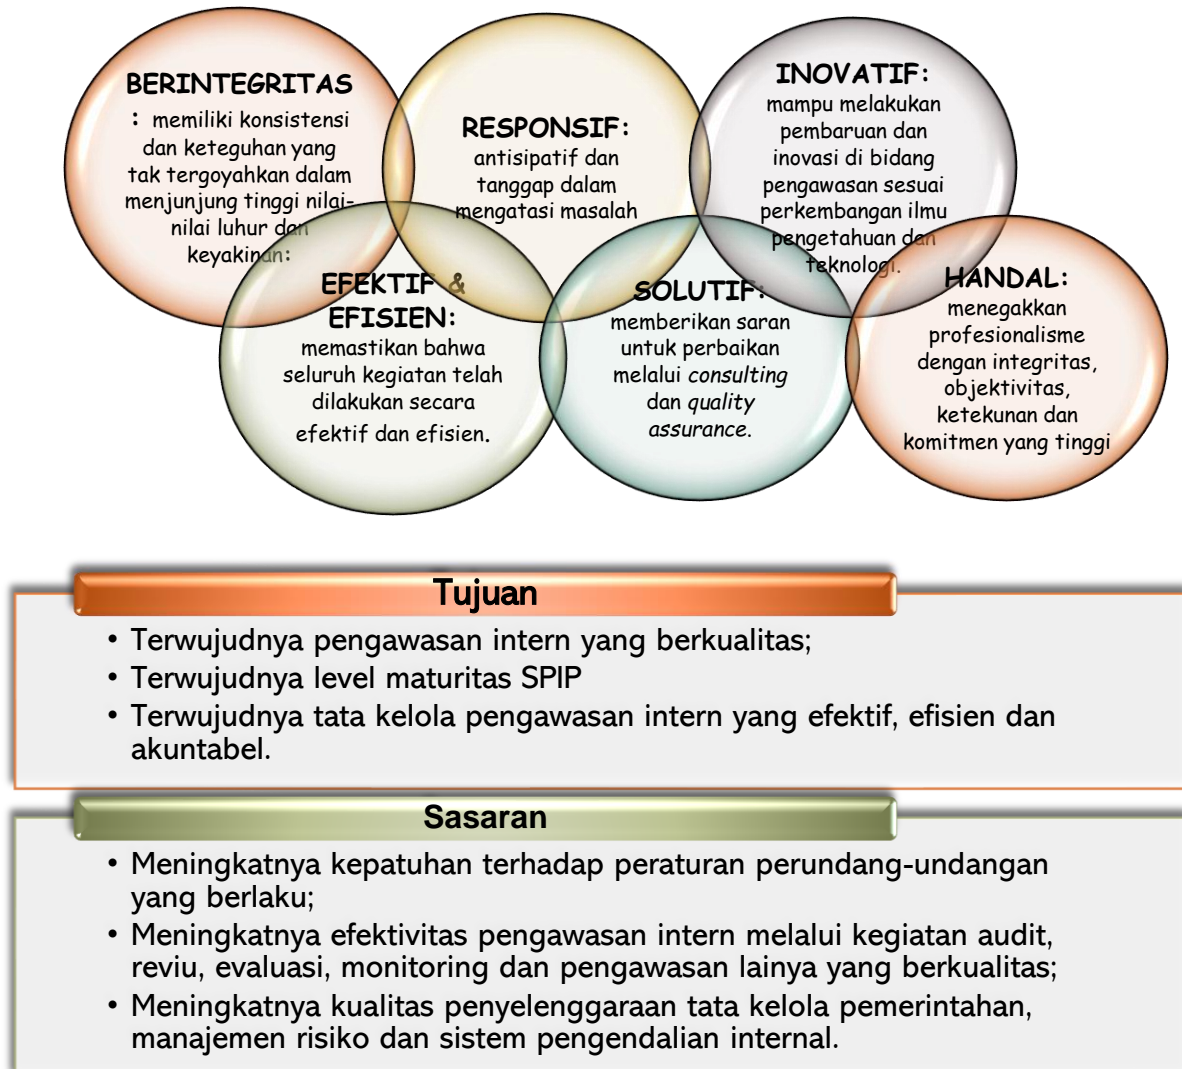 BERINTEGRITAS
: memiliki konsistensi
dan keteguhan yang
tak tergoyahkan dalam
menjunjung tinggi nilai-
nilai luhur dan
keyakinan:
RESPONSIF:
antisipatif dan
tanggap dalam
mengatasi masalah
INOVATIF:
mampu melakukan
pembaruan dan
inovasi di bidang
pengawasan sesuai
perkembangan ilmu
pengetahuan dan
teknologi.
EFEKTIF &
EFISIEN:
memastikan bahwa
seluruh kegiatan telah
dilakukan secara
efektif dan efisien.
SOLUTIF:
memberikan saran
untuk perbaikan
melalui consulting
dan quality
assurance.
HANDAL:
menegakkan
profesionalisme
dengan integritas,
objektivitas,
ketekunan dan
komitmen yang tinggi
Tujuan
• Terwujudnya pengawasan intern yang berkualitas;
• Terwujudnya level maturitas SPIP
• Terwujudnya tata kelola pengawasan intern yang efektif, efisien dan
akuntabel.
Sasaran
• Meningkatnya kepatuhan terhadap peraturan perundang-undangan
yang berlaku;
• Meningkatnya efektivitas pengawasan intern melalui kegiatan audit,
reviu, evaluasi, monitoring dan pengawasan lainya yang berkualitas;
• Meningkatnya kualitas penyelenggaraan tata kelola pemerintahan,
manajemen risiko dan sistem pengendalian internal.